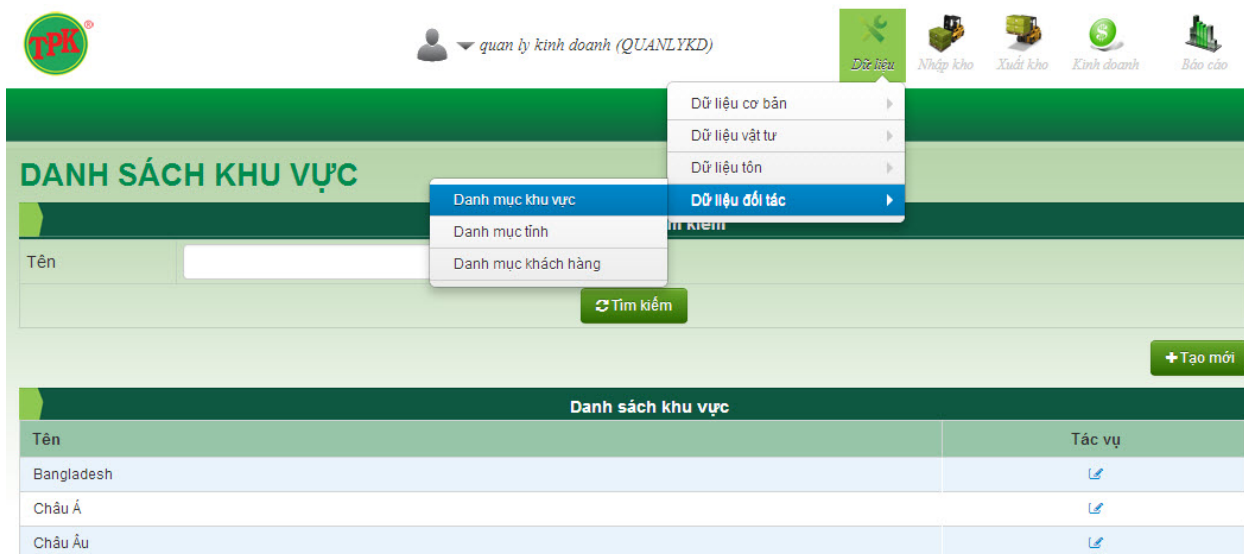 TPK ®
quan ly kinh doanh (QUANLYKD)
Dữ liệu
Nhập kho
Xuất kho
Kinh doanh
Báo cáo
Dữ liệu cơ bản
Dữ liệu vật tư
Dữ liệu tôn
Dữ liệu đối tác
DANH SÁCH KHU VỰC
Danh mục khu vực
Danh mục tỉnh
Danh mục khách hàng
kiếm
Tên
Tìm kiếm
Tạo mới
Danh sách khu vực
Tên Tác vụ
Bangladesh
Châu Á
Châu Âu